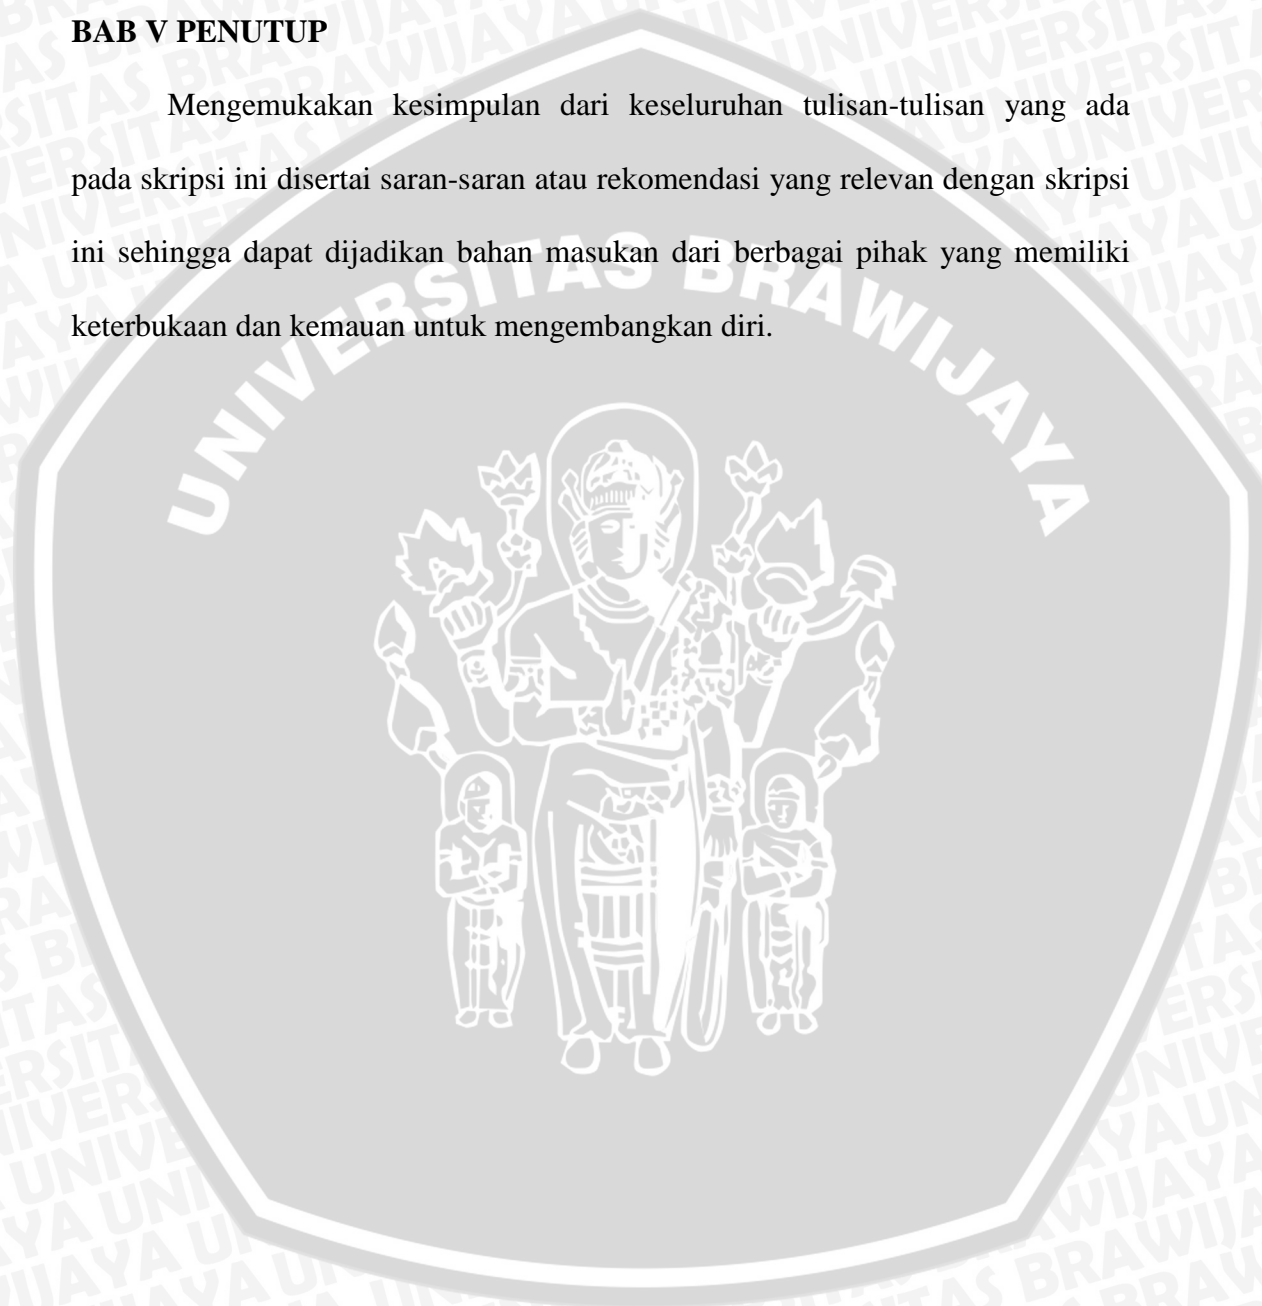 BAB V PENUTUP
Mengemukakan kesimpulan dari keseluruhan tulisan-tulisan yang ada
pada skripsi ini disertai saran-saran atau rekomendasi yang relevan dengan skripsi
ini sehingga dapat dijadikan bahan masukan dari berbagai pihak yang memiliki
keterbukaan dan kemauan untuk mengembangkan diri.
UNIVERSITAS BRAWIJAYA